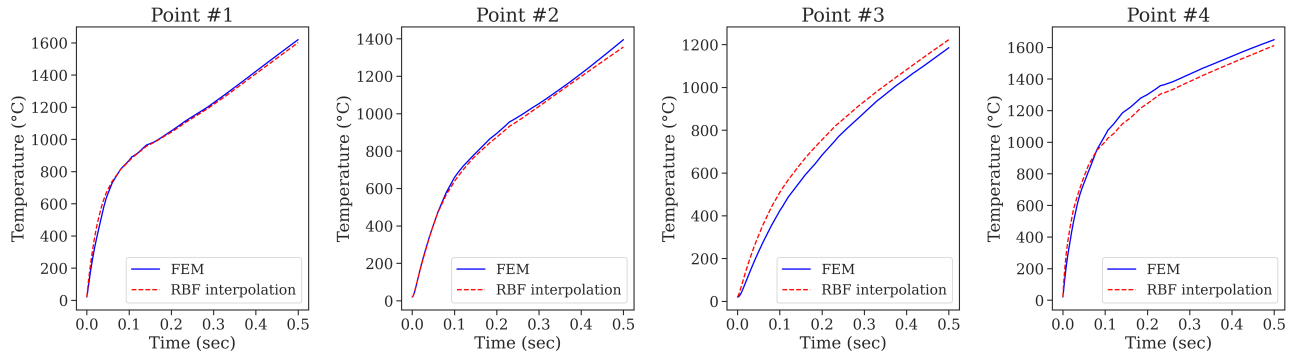 Point #1
Temperature (°C)
1600
1400
1200
1000
800
600
400
200
0
FEM
RBF interpolation
0.0 0.1 0.2 0.3 0.4 0.5
Time (sec)
Point #2
Temperature (°C)
1400
1200
1000
800
600
400
200
0
FEM
RBF interpolation
0.0 0.1 0.2 0.3 0.4 0.5
Time (sec)
Point #3
Temperature (°C)
1200
1000
800
600
400
200
0
FEM
RBF interpolation
0.0 0.1 0.2 0.3 0.4 0.5
Time (sec)
Point #4
Temperature (°C)
1600
1400
1200
1000
800
600
400
200
0
FEM
RBF interpolation
0.0 0.1 0.2 0.3 0.4 0.5
Time (sec)